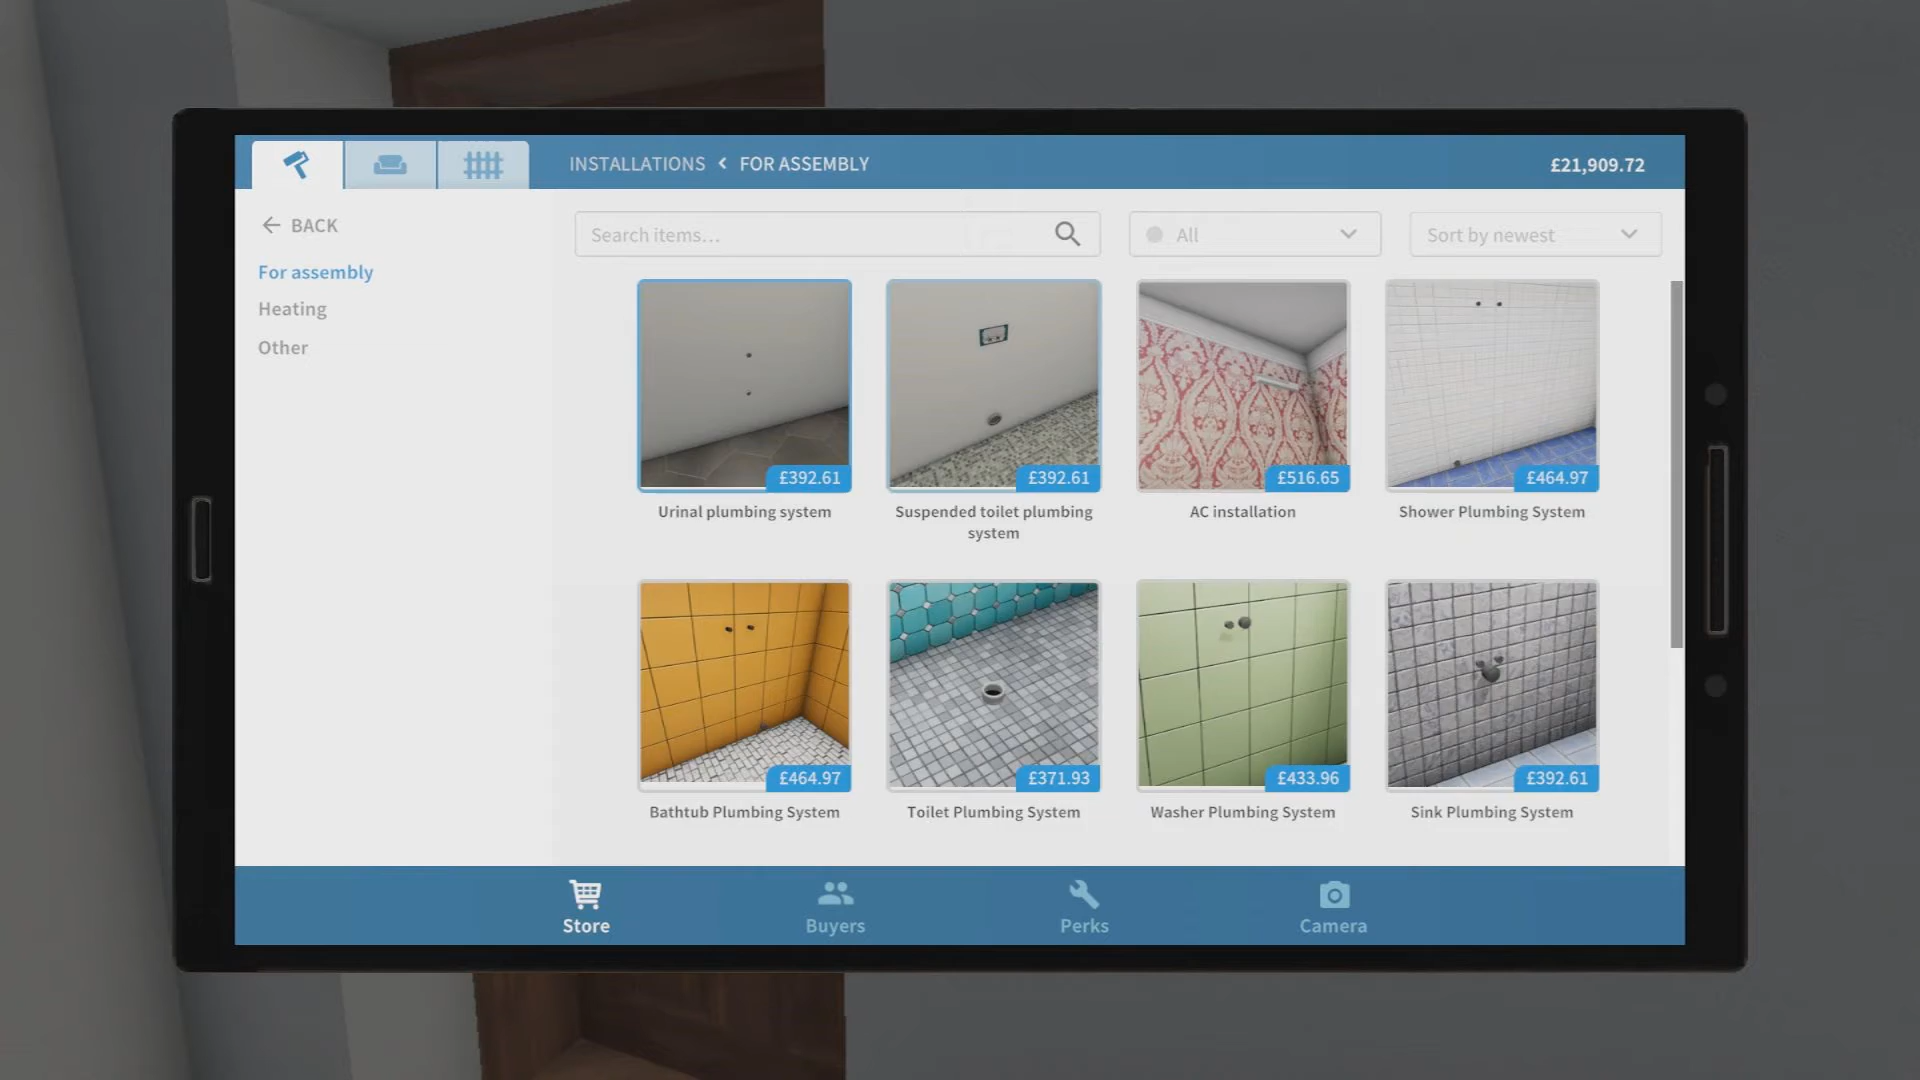 INSTALLATIONS < FOR ASSEMBLY
£21,909.72
BACK
Search items...
All
Sort by newest
For assembly
Heating
Other
£392.61
£392.61
£516.65
£464.97
Urinal plumbing system
Suspended toilet plumbing
system
AC installation
Shower Plumbing System
£464.97
£371.93
£433.96
£392.61
Bathtub Plumbing System
Toilet Plumbing System
Washer Plumbing System
Sink Plumbing System
Store
Buyers
Perks
Camera